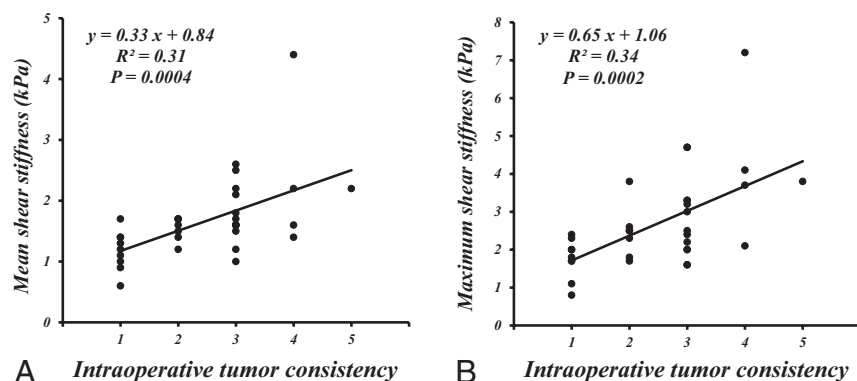 y = 0.33 x + 0.84
R² = 0.31
P = 0.0004
Mean shear stiffness (kPa)
5
4
3
2
1
0
1 2 3 4 5
A Intraoperative tumor consistency
y = 0.65 x + 1.06
R² = 0.34
P = 0.0002
Maximum shear stiffness (kPa)
8
7
6
5
4
3
2
1
0
1 2 3 4 5
B Intraoperative tumor consistency